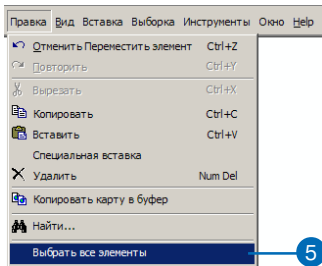 Правка Вид Вставка Выборка Инструменты Окно Help
Отменить Переместить элемент Ctrl+Z
Повторить Ctrl+Y
Вырезать Ctrl+X
Копировать Ctrl+C
Вставить Ctrl+V
Специальная вставка
Удалить Num Del
Копировать карту в буфер
Найти...
Выбрать все элементы 5